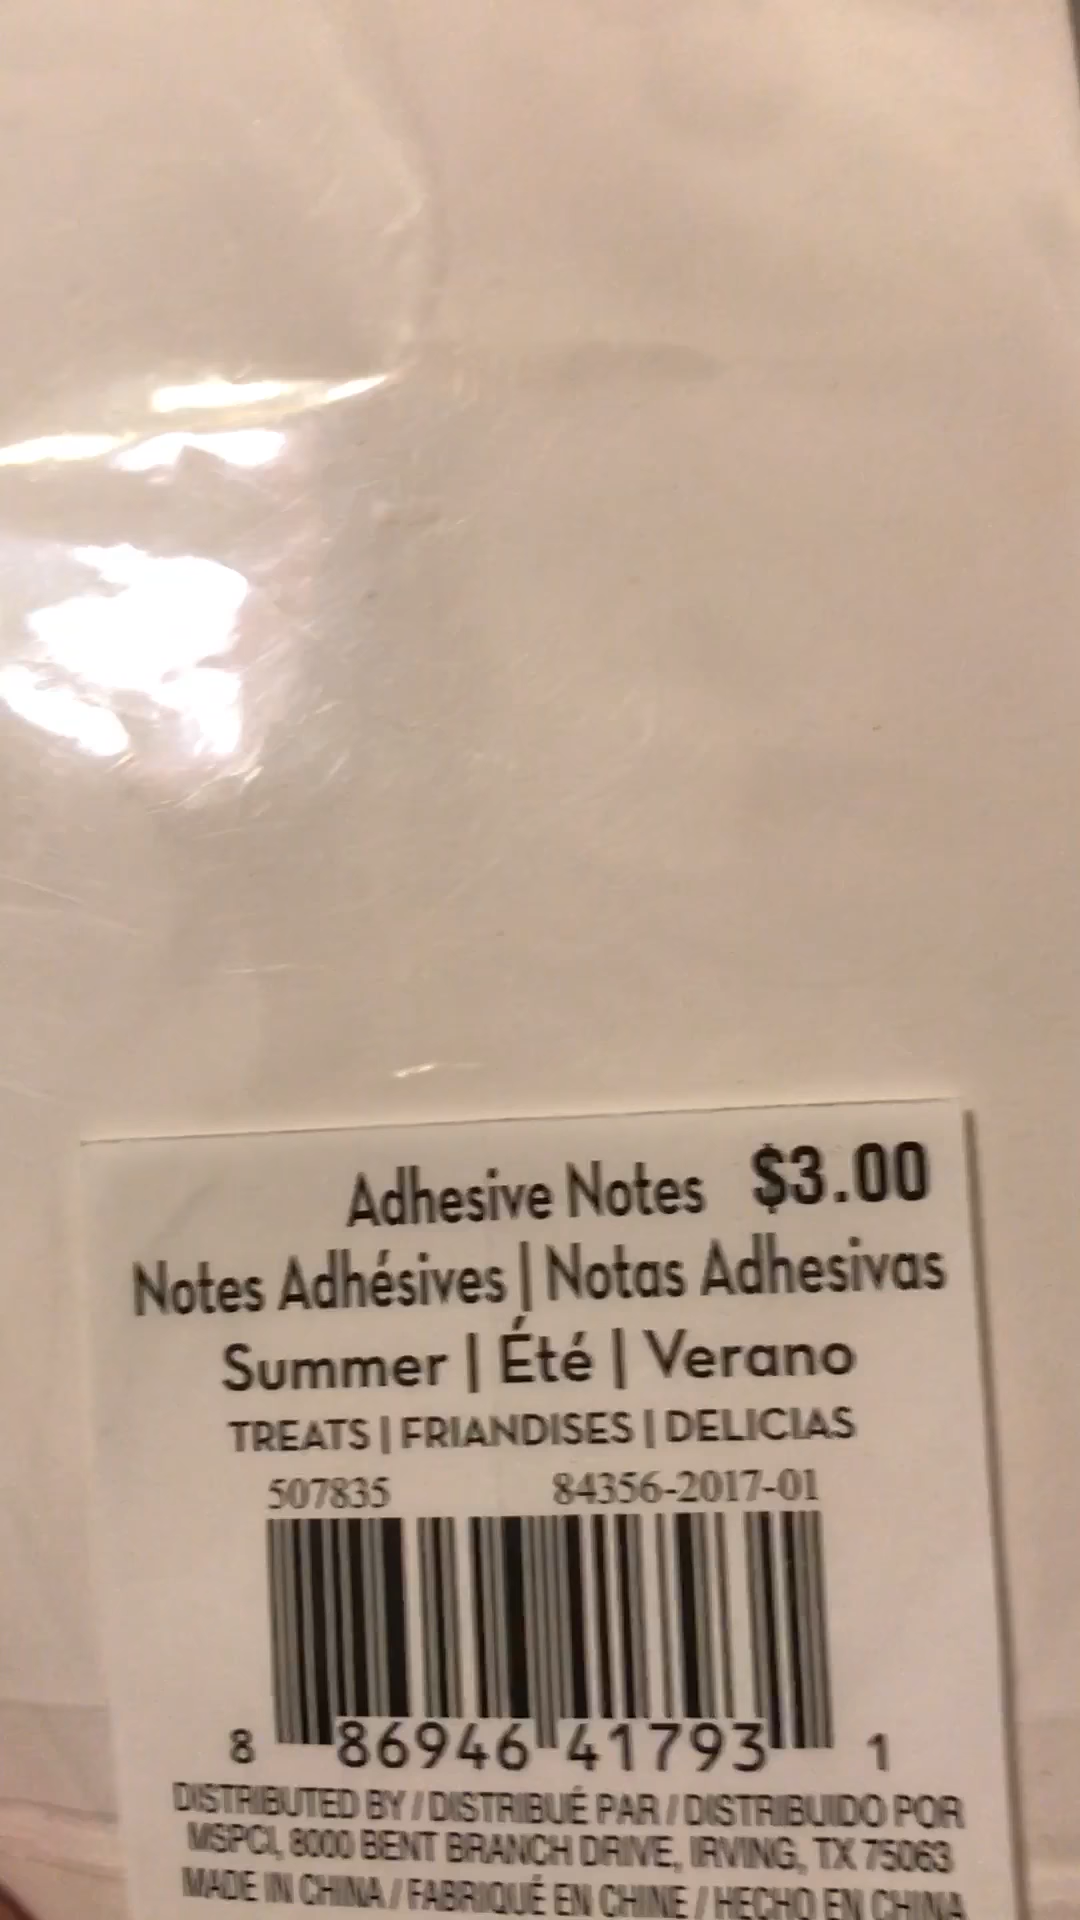 Adhesive Notes $3.00
Notes Adhésives | Notas Adhesivas
Summer | Été | Verano
TREATS | FRIANDISES | DELICIAS
507835 84356-2017-01
8 86946 41793 1
DISTRIBUTED BY / DISTRIBUÉ PAR / DISTRIBUIDO POR
MSPCI, 8000 BENT BRANCH DRIVE, IRVING, TX 75063
MADE IN CHINA / FABRIQUÉ EN CHINE / HECHO EN CHINA